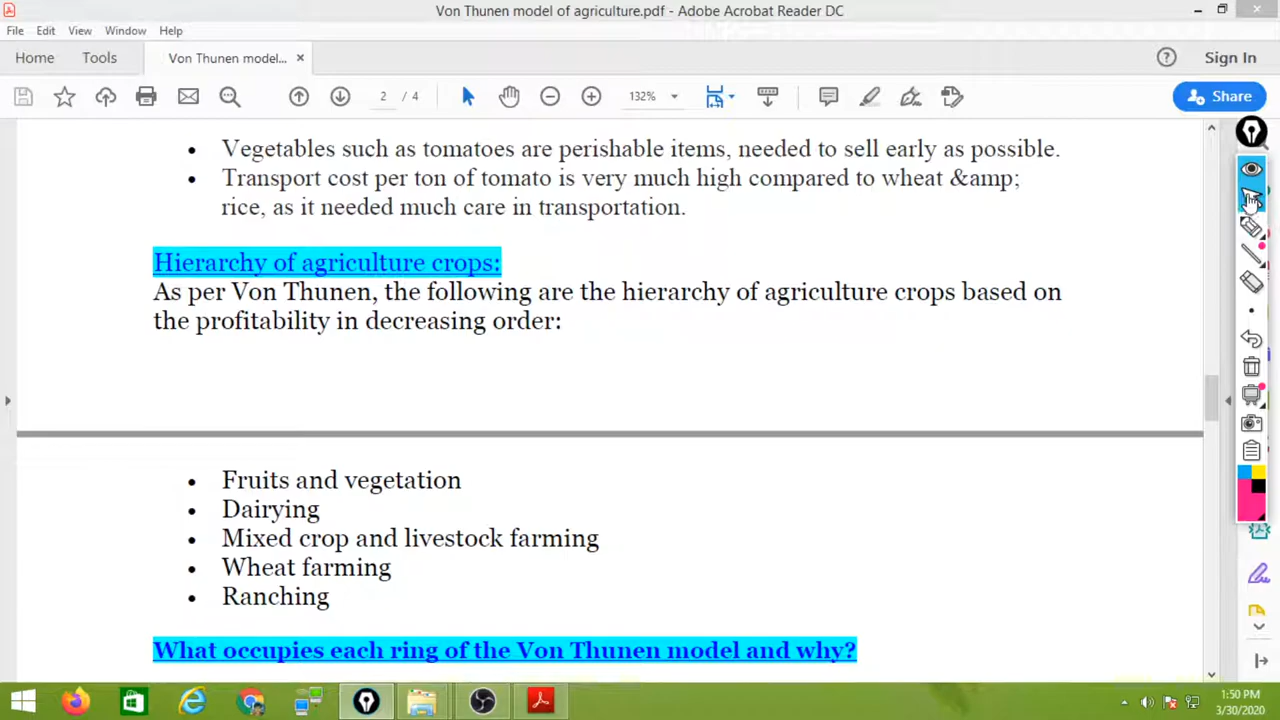 Von Thunen model of agriculture.pdf - Adobe Acrobat Reader DC
File Edit View Window Help
Home Tools Von Thunen model... × Sign In
2 / 4 132% Share
• Vegetables such as tomatoes are perishable items, needed to sell early as possible.
• Transport cost per ton of tomato is very much high compared to wheat &amp;
rice, as it needed much care in transportation.
Hierarchy of agriculture crops:
As per Von Thunen, the following are the hierarchy of agriculture crops based on
the profitability in decreasing order:
• Fruits and vegetation
• Dairying
• Mixed crop and livestock farming
• Wheat farming
• Ranching
What occupies each ring of the Von Thunen model and why?
1:50 PM
3/30/2020